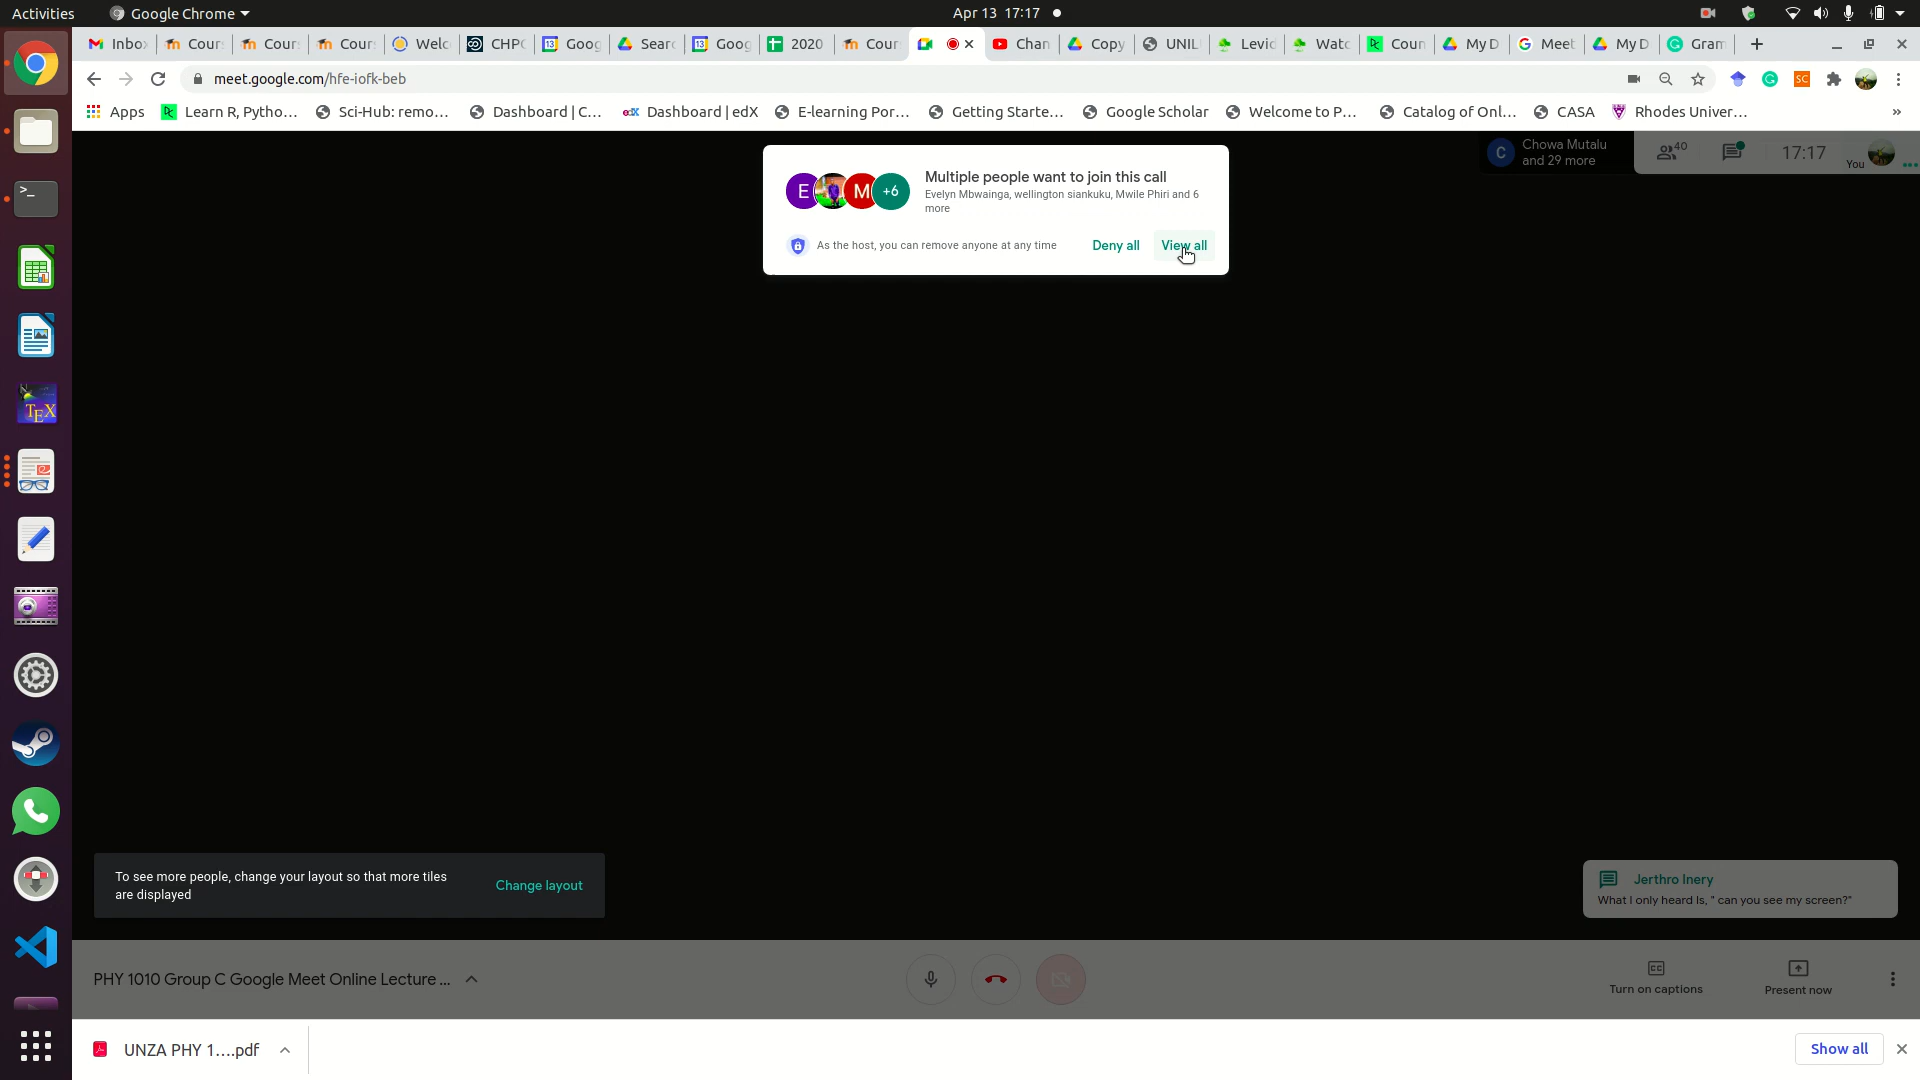 Activities
Google Chrome
Apr 13 17:17
Inbo
Cour
Cour
Cour
Welc
CHPC
Goog
Searc
Goog
2020
Cour
Chan
Copy
UNIL
Levic
Watc
Coun
My D
Meet
My D
Gram
meet.google.com/hfe-iofk-beb
Apps
Learn R, Pytho...
Sci-Hub: remo...
Dashboard | C...
Dashboard | edX
E-learning Por...
Getting Starte...
Google Scholar
Welcome to P...
Catalog of Onl...
CASA
Rhodes Univer...
»
E
M
+6
Multiple people want to join this call
Evelyn Mbwainga, wellington siankuku, Mwile Phiri and 6
more
As the host, you can remove anyone at any time
Deny all
View all
C
Chowa Mutalu
and 29 more
40
17:17
You
To see more people, change your layout so that more tiles
are displayed
Change layout
Jerthro Inery
What I only heard Is, " can you see my screen?"
PHY 1010 Group C Google Meet Online Lecture ...
Turn on captions
Present now
UNZA PHY 1....pdf
Show all
TEX
SC
>_